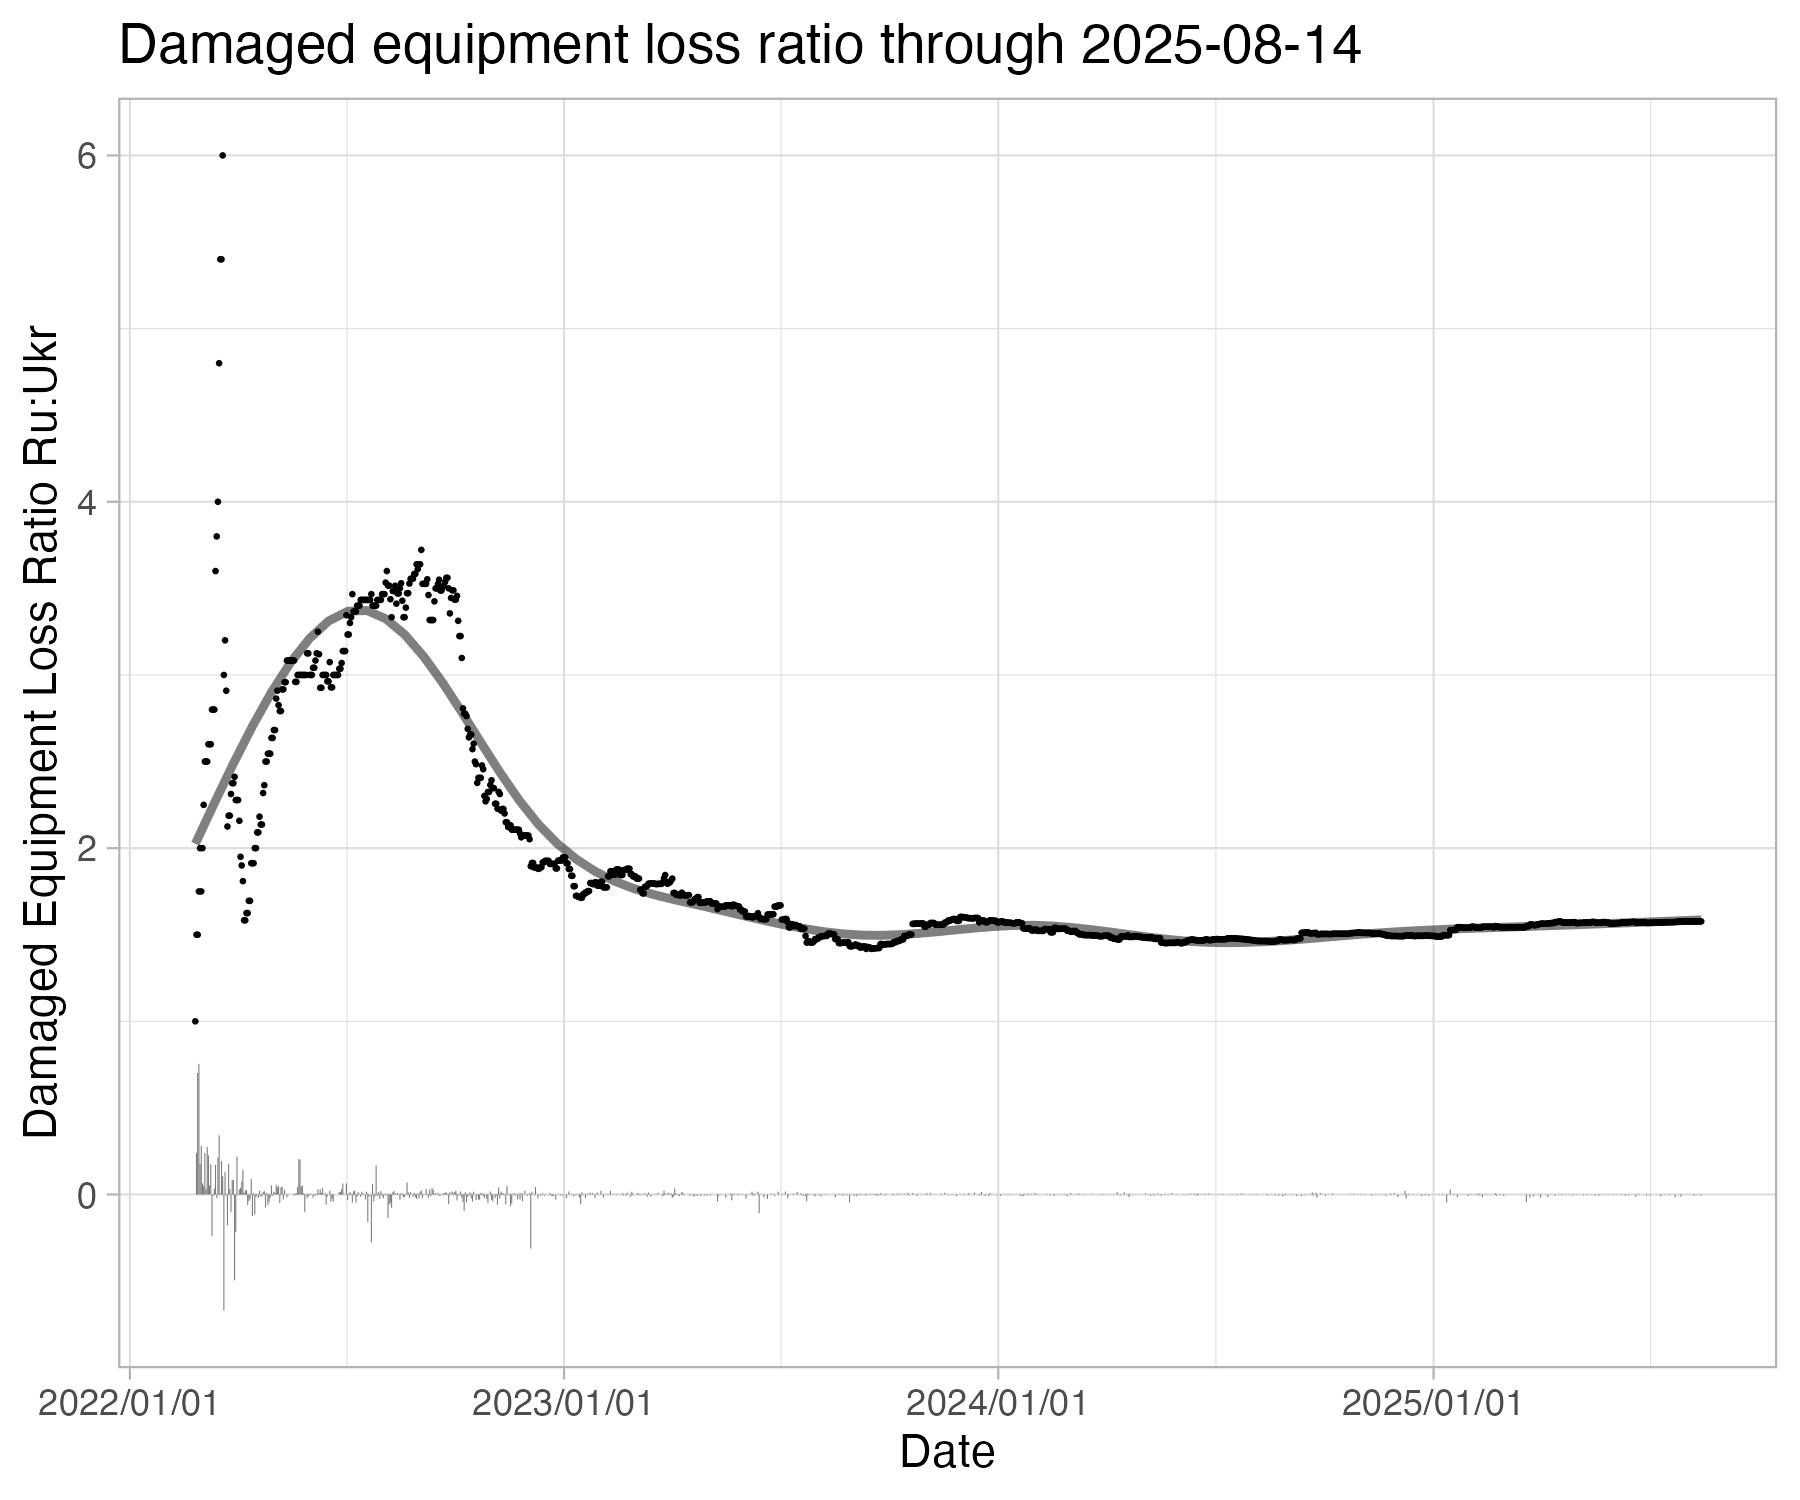 Damaged equipment loss ratio through 2025-08-14
Damaged Equipment Loss Ratio Ru:Ukr
6
4
2
0
2022/01/01
2023/01/01
2024/01/01
2025/01/01
Date